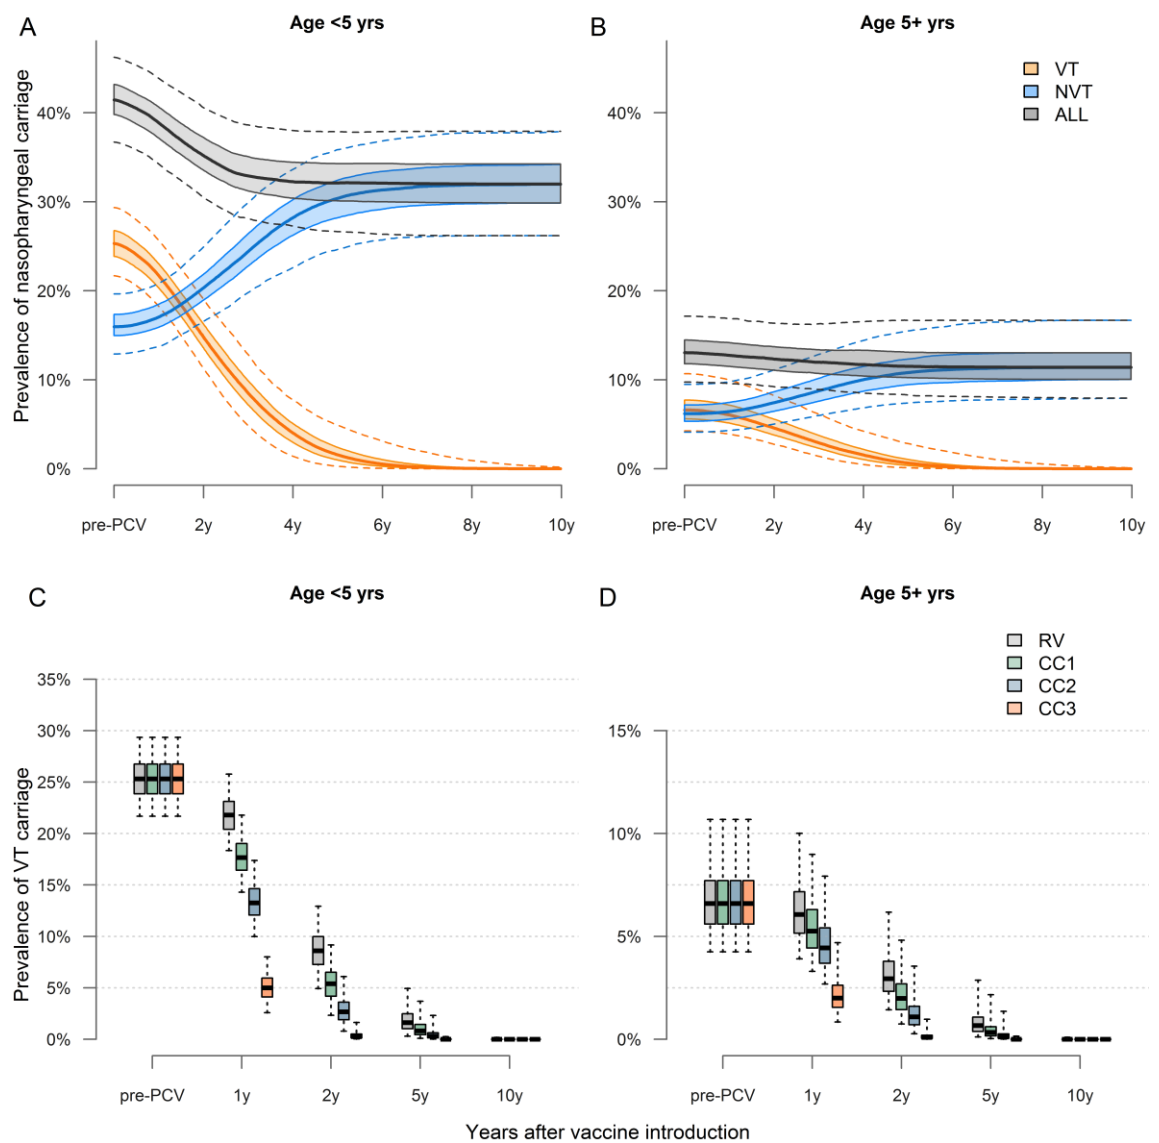 A
Age <5 yrs
B
Age 5+ yrs
VT
NVT
ALL
Prevalence of nasopharyngeal carriage
40%
30%
20%
10%
0%
40%
30%
20%
10%
0%
pre-PCV 2y 4y 6y 8y 10y
pre-PCV 2y 4y 6y 8y 10y
C
Age <5 yrs
D
Age 5+ yrs
RV
CC1
CC2
CC3
Prevalence of VT carriage
35%
30%
25%
20%
15%
10%
5%
0%
15%
10%
5%
0%
pre-PCV 1y 2y 5y 10y
pre-PCV 1y 2y 5y 10y
Years after vaccine introduction